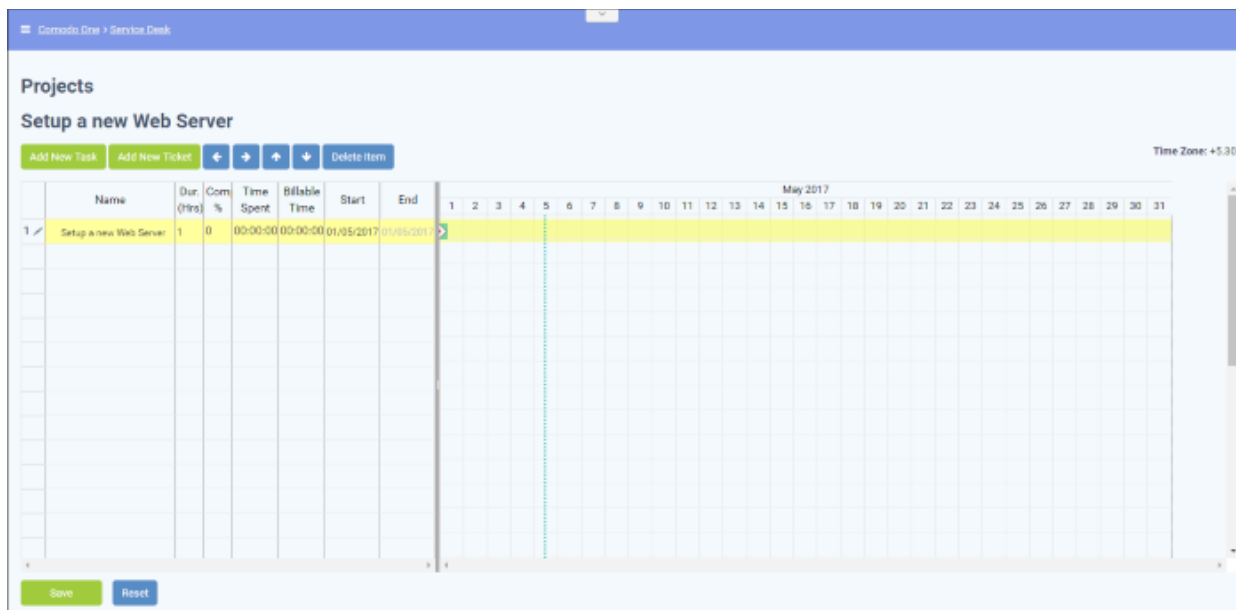 Comodo One > Service Desk
Projects
Setup a new Web Server
Add New Task Add New Ticket Delete Item
Time Zone: +5.30
Name Dur. (Hrs) Com % Time Spent Billable Time Start End
May 2017
1 2 3 4 5 6 7 8 9 10 11 12 13 14 15 16 17 18 19 20 21 22 23 24 25 26 27 28 29 30 31
1 Setup a new Web Server 1 0 00:00:00 00:00:00 01/05/2017 01/05/2017
Save Reset